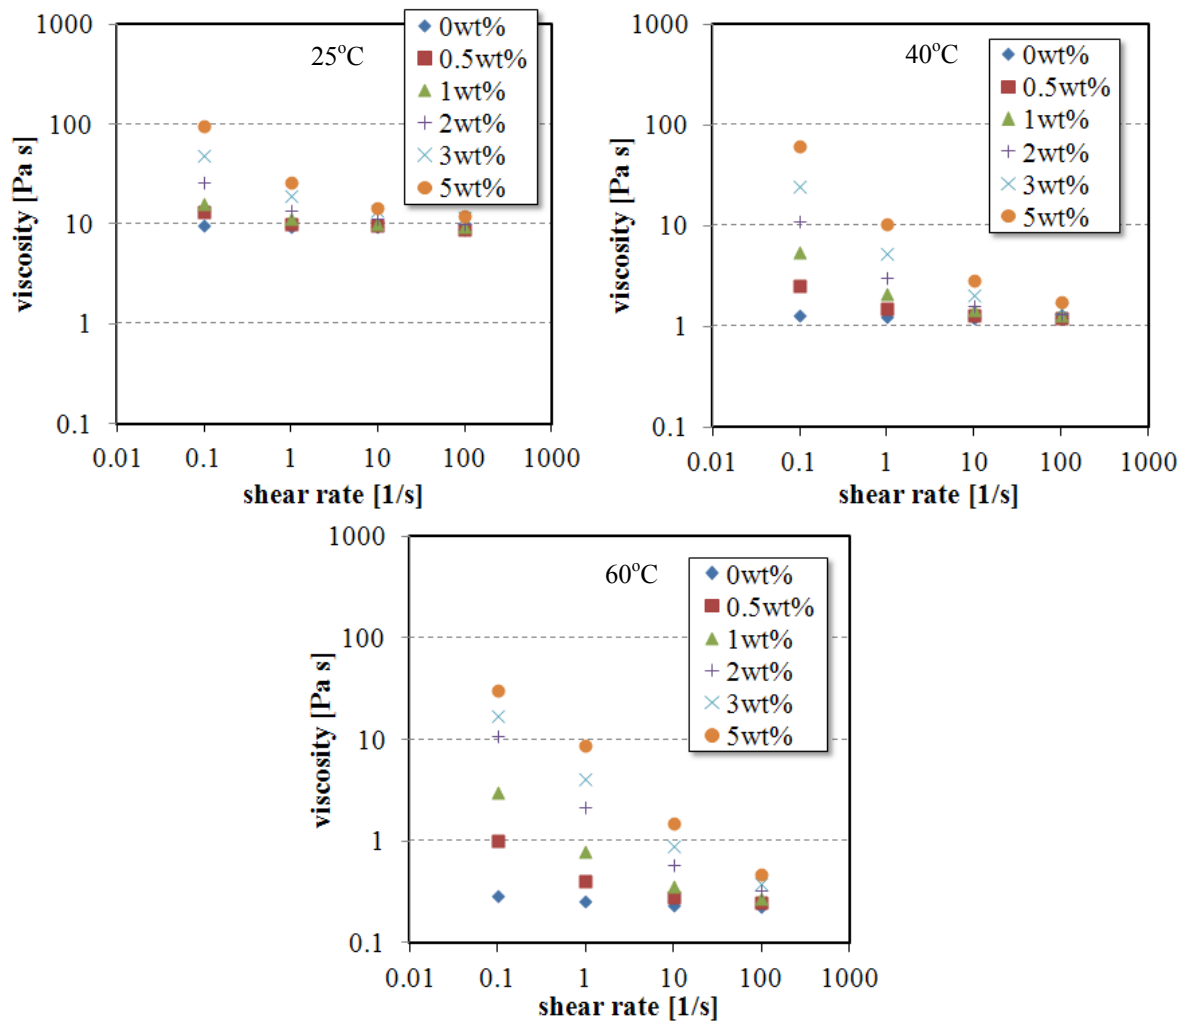 1000
100
10
1
0.1
viscosity [Pa s]
25°C
0wt%
0.5wt%
1wt%
2wt%
3wt%
5wt%
0.01 0.1 1 10 100 1000
shear rate [1/s]
1000
100
10
1
0.1
viscosity [Pa s]
40°C
0wt%
0.5wt%
1wt%
2wt%
3wt%
5wt%
0.01 0.1 1 10 100 1000
shear rate [1/s]
1000
100
10
1
0.1
viscosity [Pa s]
60°C
0wt%
0.5wt%
1wt%
2wt%
3wt%
5wt%
0.01 0.1 1 10 100 1000
shear rate [1/s]